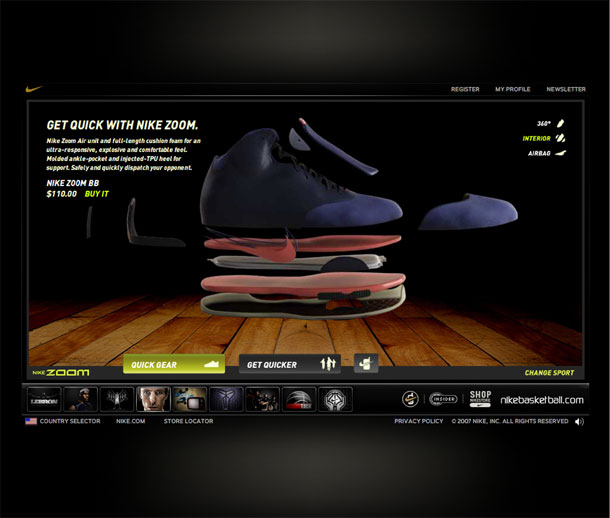 REGISTER
MY PROFILE
NEWSLETTER
GET QUICK WITH NIKE ZOOM.
Nike Zoom Air unit and full-length cushion foam for an
ultra-responsive, explosive and comfortable feel.
Molded ankle-pocket and injected-TPU heel for
support. Safely and quickly dispatch your opponent.
NIKE ZOOM BB
$110.00 BUY IT
360°
INTERIOR
AIRBAG
QUICK GEAR
GET QUICKER
NIKE ZOOM
CHANGE SPORT
LEBRON
INSIDER
SHOP
NIKESTORE
nikebasketball.com
COUNTRY SELECTOR
NIKE.COM
STORE LOCATOR
PRIVACY POLICY
© 2007 NIKE, INC. ALL RIGHTS RESERVED